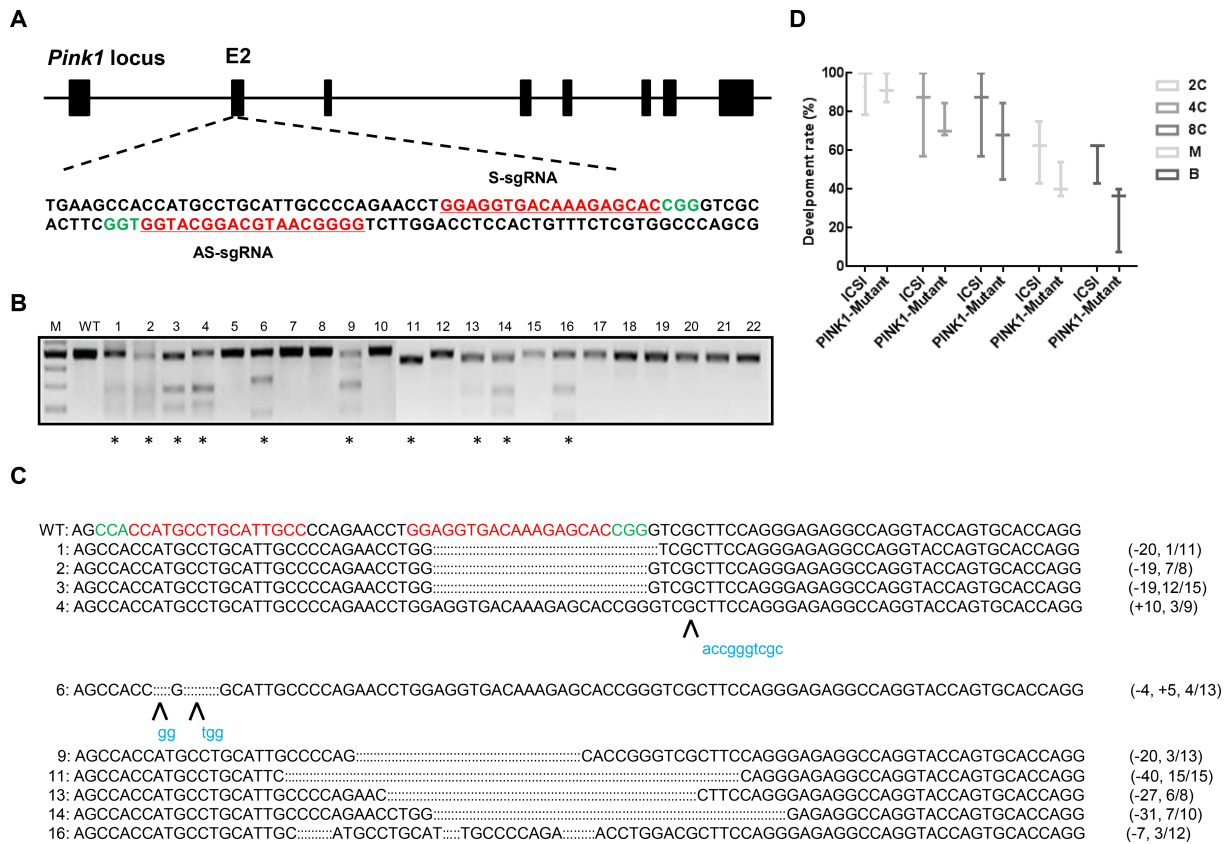 A
Pink1 locus
E2
S-sgRNA
TGAAGCCACCATGCCTGCATTGCCCCAGAACCTGGAGGTGACAAAGAGCACCGGGTCGC
ACTTCGGTGGTACGGACGTAACGGGGTCTTGGACCTCCACTGTTTCTCGTGGCCCAGCG
AS-sgRNA
B
M WT 1 2 3 4 5 6 7 8 9 10 11 12 13 14 15 16 17 18 19 20 21 22
* * * * * * * * * *
C
WT: AGCCACCATGCCTGCATTGCCCCAGAACCTGGAGGTGACAAAGAGCACCGGGTCGCTTCCAGGGAGAGGCCAGGTACCAGTGCACCAGG
1: AGCCACCATGCCTGCATTGCCCCAGAACCTGG::::::::::::::::::::TCGCTTCCAGGGAGAGGCCAGGTACCAGTGCACCAGG (-20, 1/11)
2: AGCCACCATGCCTGCATTGCCCCAGAACCTGG:::::::::::::::::::GTCGCTTCCAGGGAGAGGCCAGGTACCAGTGCACCAGG (-19, 7/8)
3: AGCCACCATGCCTGCATTGCCCCAGAACCTGG:::::::::::::::::::GTCGCTTCCAGGGAGAGGCCAGGTACCAGTGCACCAGG (-19,12/15)
4: AGCCACCATGCCTGCATTGCCCCAGAACCTGGAGGTGACAAAGAGCACCGGGTCGCTTCCAGGGAGAGGCCAGGTACCAGTGCACCAGG (+10, 3/9)
accgggtcgc
6: AGCCACC:::::G::::::::::GCATTGCCCCAGAACCTGGAGGTGACAAAGAGCACCGGGTCGCTTCCAGGGAGAGGCCAGGTACCAGTGCACCAGG (-4, +5, 4/13)
gg tgg
9: AGCCACCATGCCTGCATTGCCCCAG::::::::::::::::::::CACCGGGTCGCTTCCAGGGAGAGGCCAGGTACCAGTGCACCAGG (-20, 3/13)
11: AGCCACCATGCCTGCATTC::::::::::::::::::::::::::::::::::::::::CAGGGAGAGGCCAGGTACCAGTGCACCAGG (-40, 15/15)
13: AGCCACCATGCCTGCATTGCCCCAGAAC:::::::::::::::::::::::::::CTTCCAGGGAGAGGCCAGGTACCAGTGCACCAGG (-27, 6/8)
14: AGCCACCATGCCTGCATTGCCCCAGAACCTGG:::::::::::::::::::::::::::::::GAGAGGCCAGGTACCAGTGCACCAGG (-31, 7/10)
16: AGCCACCATGCCTGCATTGC::::::::ATGCCTGCAT:::::TGCCCCAGA::::::::ACCTGGACGCTTCCAGGGAGAGGCCAGGTACCAGTGCACCAGG (-7, 3/12)
D
Develpoment rate (%)
100
80
60
40
20
0
ICSI
PINK1-Mutant
ICSI
PINK1-Mutant
ICSI
PINK1-Mutant
ICSI
PINK1-Mutant
ICSI
PINK1-Mutant
2C
4C
8C
M
B